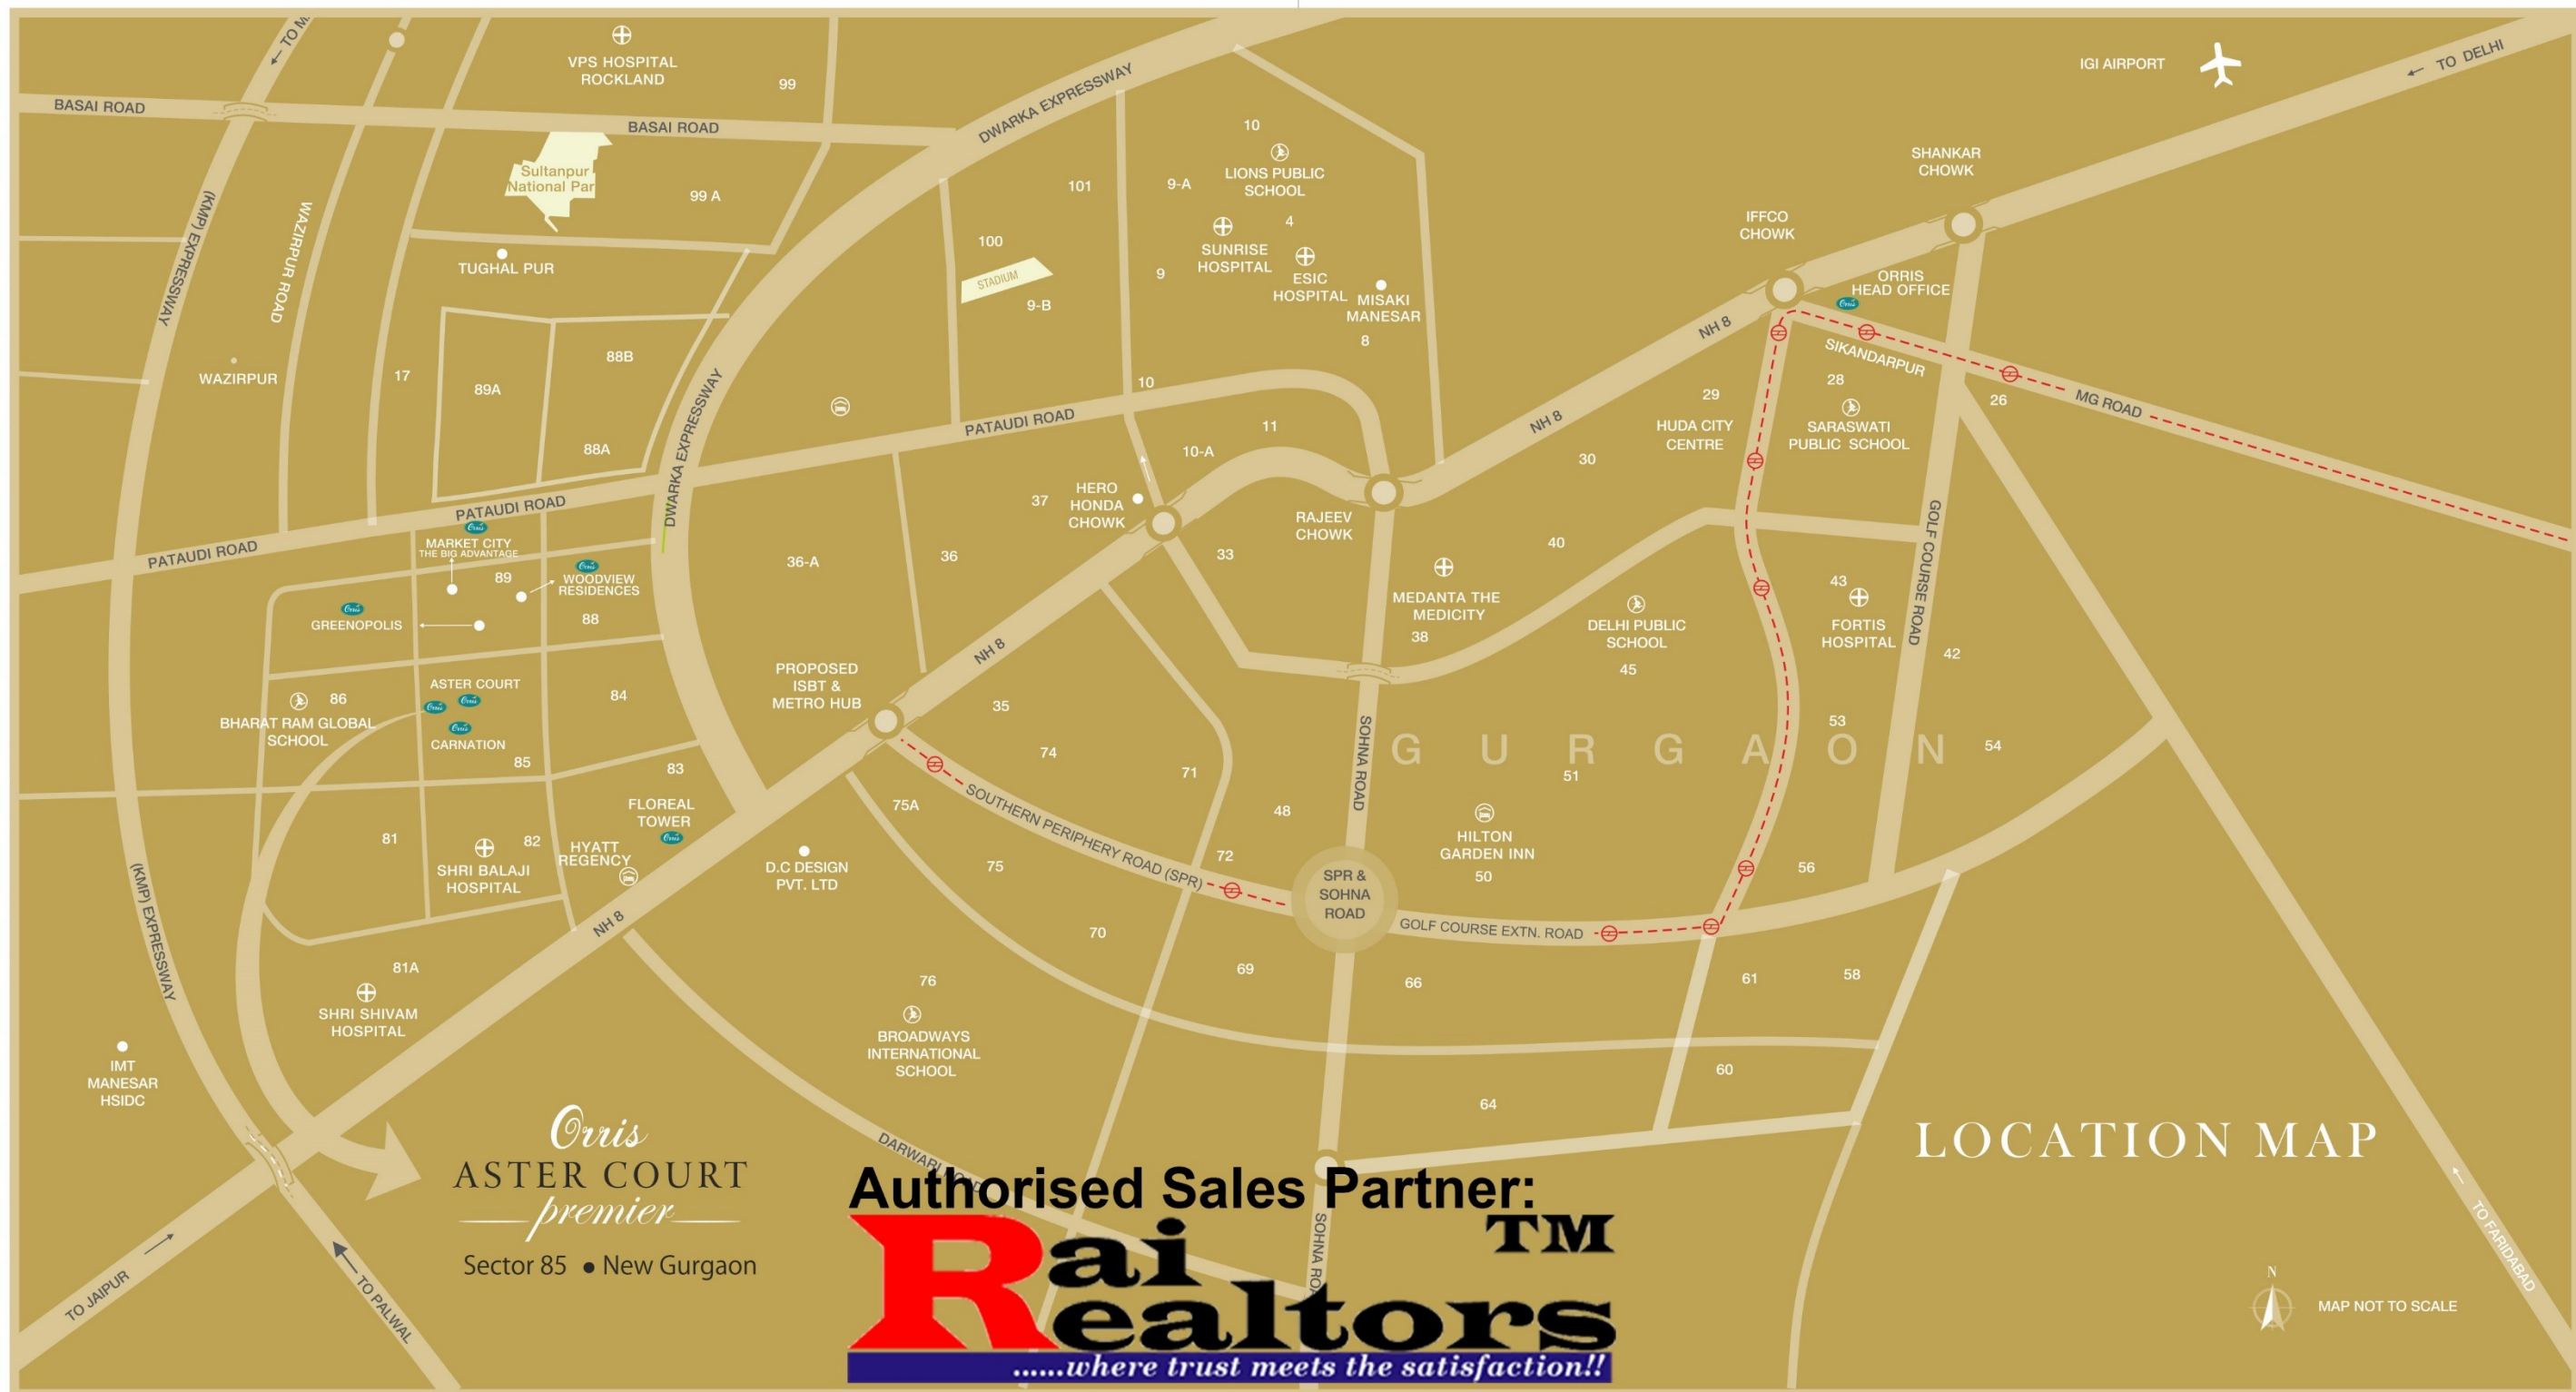 ← TO M
VPS HOSPITAL
ROCKLAND
99
BASAI ROAD
BASAI ROAD
DWARKA EXPRESSWAY
IGI AIRPORT
← TO DELHI
SHANKAR
CHOWK
IFFCO
CHOWK
10
LIONS PUBLIC
SCHOOL
Sultanpur
National Par
99 A
101
9-A
4
SUNRISE
HOSPITAL
ESIC
HOSPITAL
MISAKI
MANESAR
8
100
STADIUM
9-B
9
TUGHAL PUR
(KMP) EXPRESSWAY
WAZIRPUR ROAD
WAZIRPUR
17
89A
88B
88A
DWARKA EXPRESSWAY
ORRIS
HEAD OFFICE
Orris
NH 8
SIKANDARPUR
28
29
HUDA CITY
CENTRE
SARASWATI
PUBLIC SCHOOL
26
MG ROAD
10
PATAUDI ROAD
11
10-A
NH 8
30
37
HERO
HONDA
CHOWK
RAJEEV
CHOWK
PATAUDI ROAD
PATAUDI ROAD
Orris
MARKET CITY
THE BIG ADVANTAGE
89
Orris
WOODVIEW
RESIDENCES
Orris
GREENOPOLIS
88
36-A
36
33
40
MEDANTA THE
MEDICITY
38
DELHI PUBLIC
SCHOOL
45
43
FORTIS
HOSPITAL
GOLF COURSE ROAD
42
NH 8
PROPOSED
ISBT &
METRO HUB
35
86
BHARAT RAM GLOBAL
SCHOOL
ASTER COURT
Orris
Orris
Orris
CARNATION
84
85
83
74
71
SOHNA ROAD
GURGAON
51
53
54
FLOREAL
TOWER
Orris
81
82
SHRI BALAJI
HOSPITAL
HYATT
REGENCY
D.C DESIGN
PVT. LTD
75A
SOUTHERN PERIPHERY ROAD (SPR)
75
48
72
HILTON
GARDEN INN
50
SPR &
SOHNA
ROAD
GOLF COURSE EXTN. ROAD
56
NH 8
(KMP) EXPRESSWAY
81A
SHRI SHIVAM
HOSPITAL
70
76
69
66
61
58
BROADWAYS
INTERNATIONAL
SCHOOL
IMT
MANESAR
HSIDC
60
64
Orris
ASTER COURT
premier
Sector 85 • New Gurgaon
TO JAIPUR
TO PALWAL
SOHNA ROA
Authorised Sales Partner:
Rai
Realtors
TM
......where trust meets the satisfaction!!
LOCATION MAP
TO FARIDABAD
N
MAP NOT TO SCALE